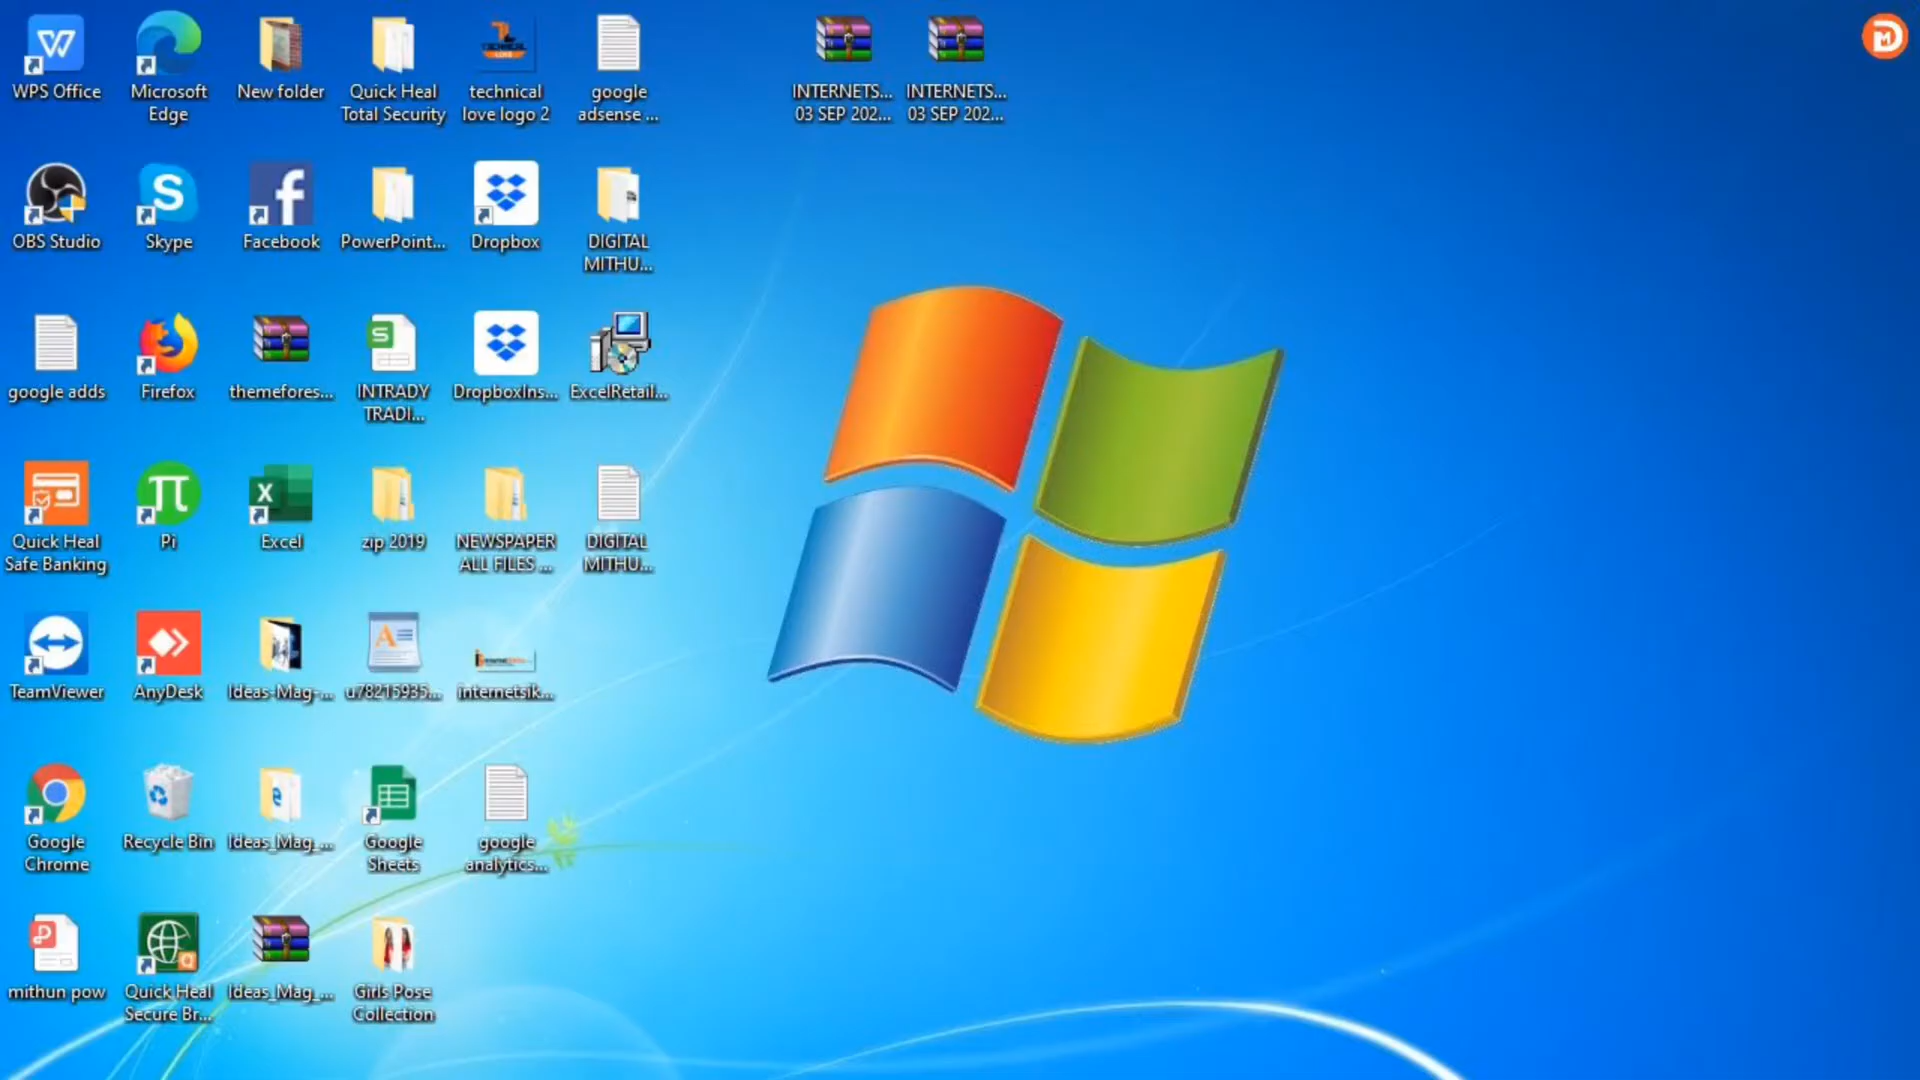 WPS Office
Microsoft
Edge
New folder
Quick Heal
Total Security
technical
love logo 2
google
adsense ...
INTERNETS...
03 SEP 202...
INTERNETS...
03 SEP 202...
OBS Studio
Skype
Facebook
PowerPoint...
Dropbox
DIGITAL
MITHU...
google adds
Firefox
themefores...
INTRADY
TRADI...
DropboxIns...
ExcelRetail...
Quick Heal
Safe Banking
Pi
Excel
zip 2019
NEWSPAPER
ALL FILES ...
DIGITAL
MITHU...
TeamViewer
AnyDesk
Ideas-Mag-...
u78215935...
internetsik...
Google
Chrome
Recycle Bin
Ideas_Mag_...
Google
Sheets
google
analytics...
mithun pow
Quick Heal
Secure Br...
Ideas_Mag_...
Girls Pose
Collection